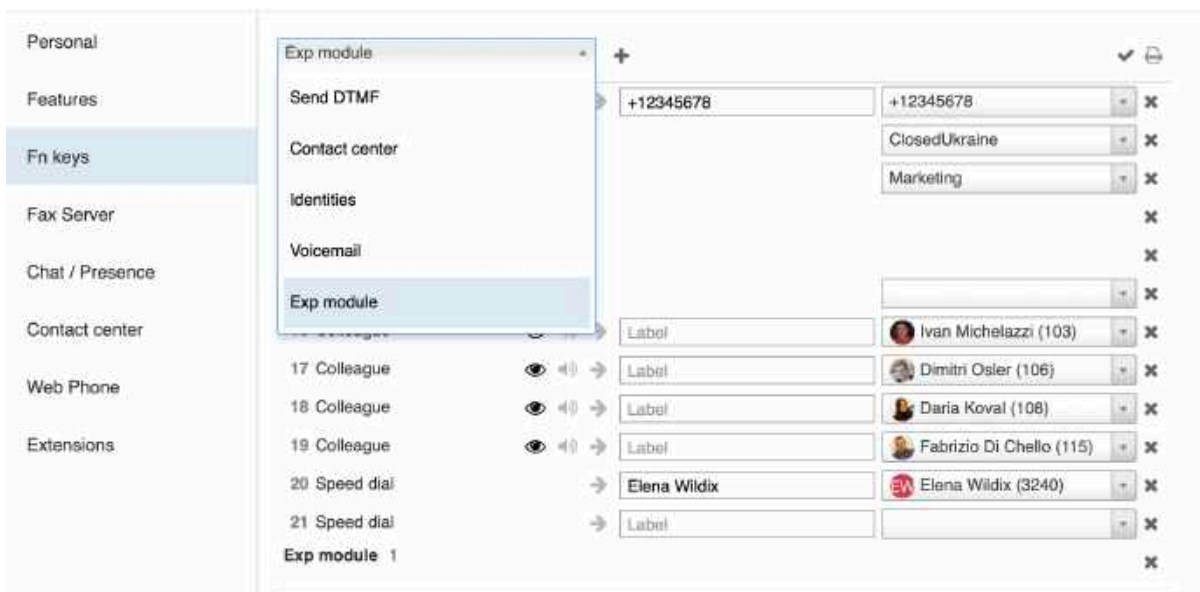 Personal
Features
Fn keys
Fax Server
Chat / Presence
Contact center
Web Phone
Extensions
Exp module
Send DTMF
Contact center
Identities
Voicemail
Exp module
+12345678 +12345678
ClosedUkraine
Marketing
Label Ivan Michelazzi (103)
17 Colleague Label Dimitri Osler (106)
18 Colleague Label Daria Koval (108)
19 Colleague Label Fabrizio Di Chello (115)
20 Speed dial Elena Wildix EW Elena Wildix (3240)
21 Speed dial Label
Exp module 1